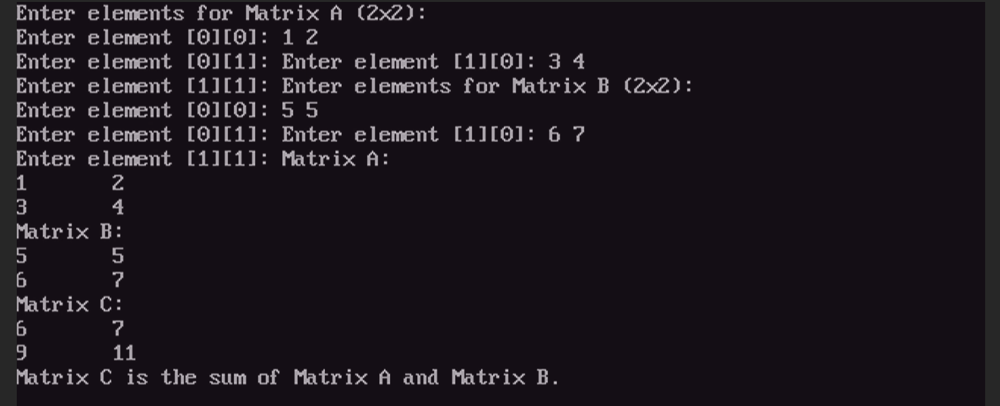 Enter elements for Matrix A (2x2):
Enter element [0][0]: 1 2
Enter element [0][1]: Enter element [1][0]: 3 4
Enter element [1][1]: Enter elements for Matrix B (2x2):
Enter element [0][0]: 5 5
Enter element [0][1]: Enter element [1][0]: 6 7
Enter element [1][1]: Matrix A:
1 2
3 4
Matrix B:
5 5
6 7
Matrix C:
6 7
9 11
Matrix C is the sum of Matrix A and Matrix B.